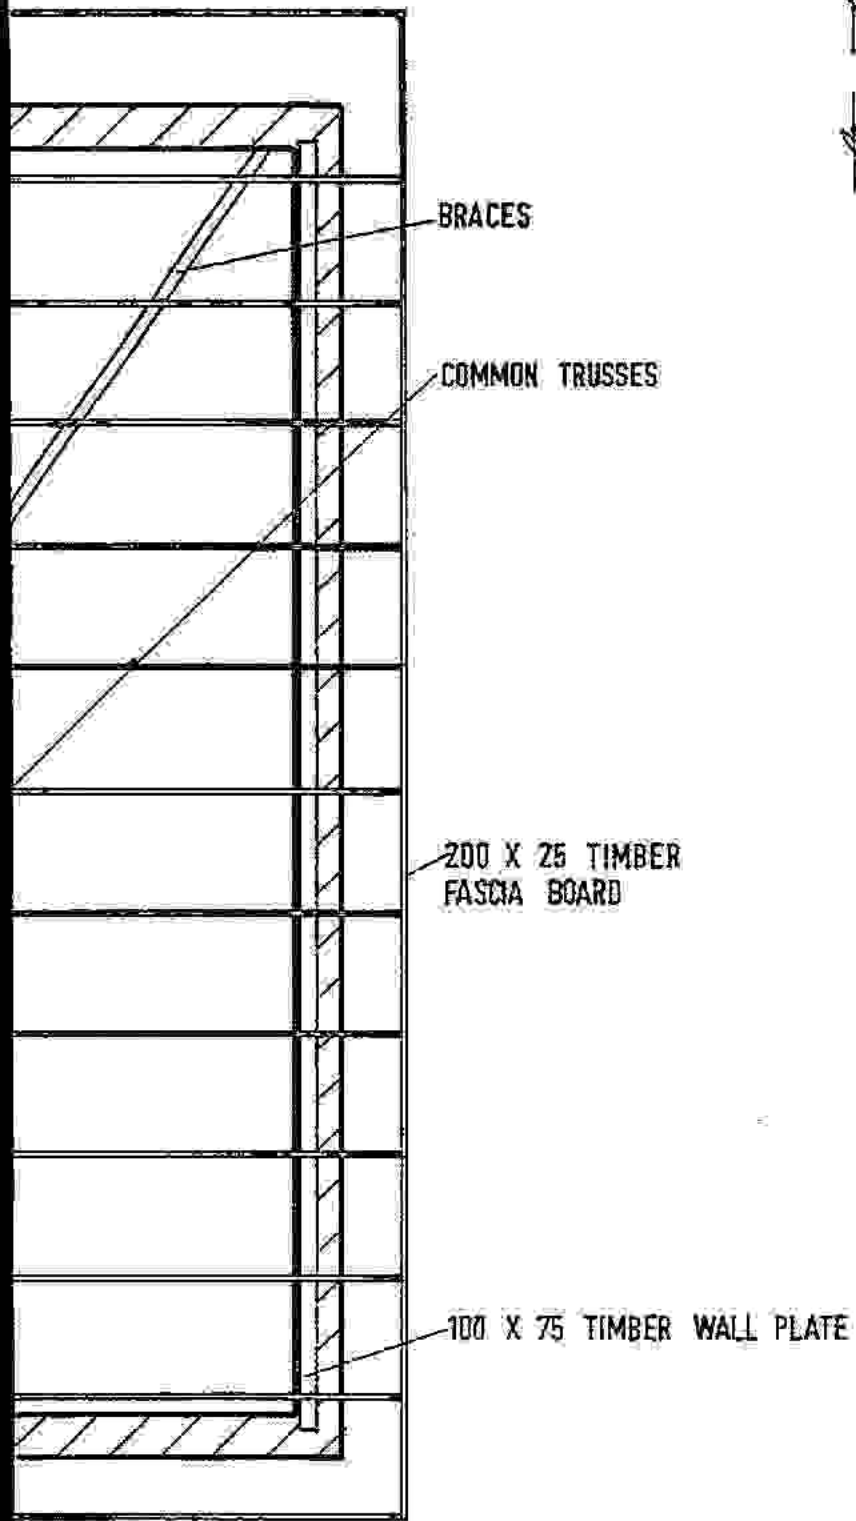 BRACES
COMMON TRUSSES
200 X 25 TIMBER
FASCIA BOARD
100 X 75 TIMBER WALL PLATE